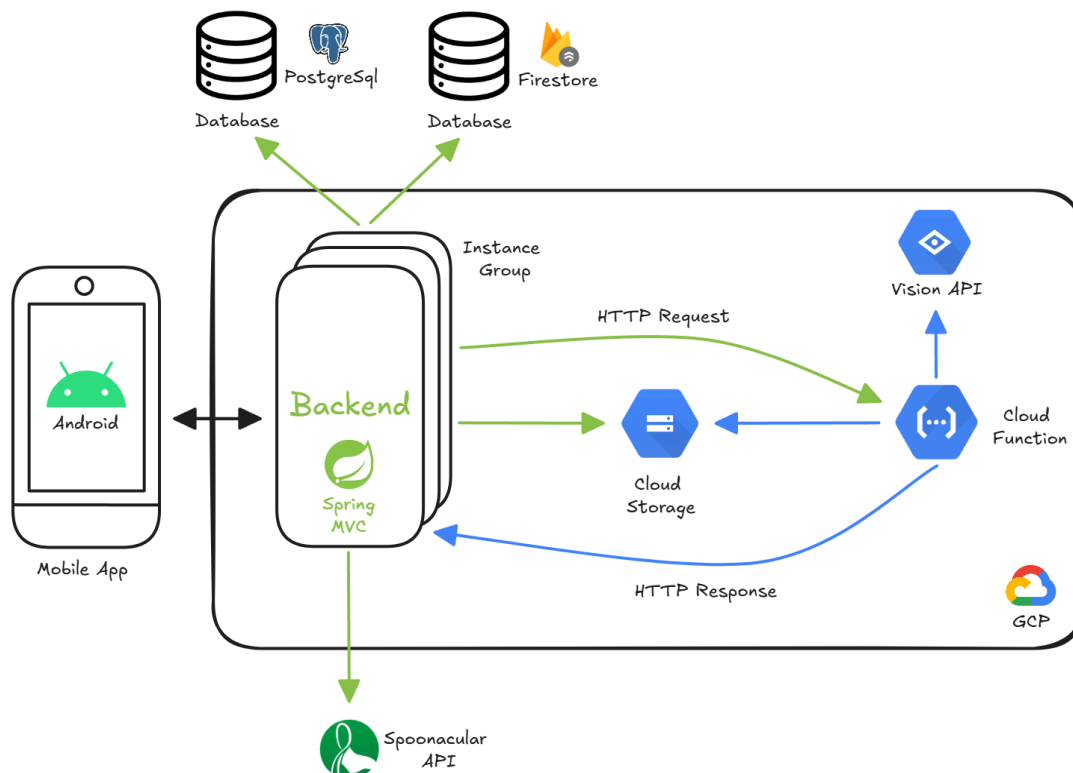 PostgreSql
Firestore
Database
Database
Instance
Group
Vision API
HTTP Request
Android
Backend
Spring
MVC
Cloud
Storage
Cloud
Function
Mobile App
HTTP Response
GCP
Spoonacular
API